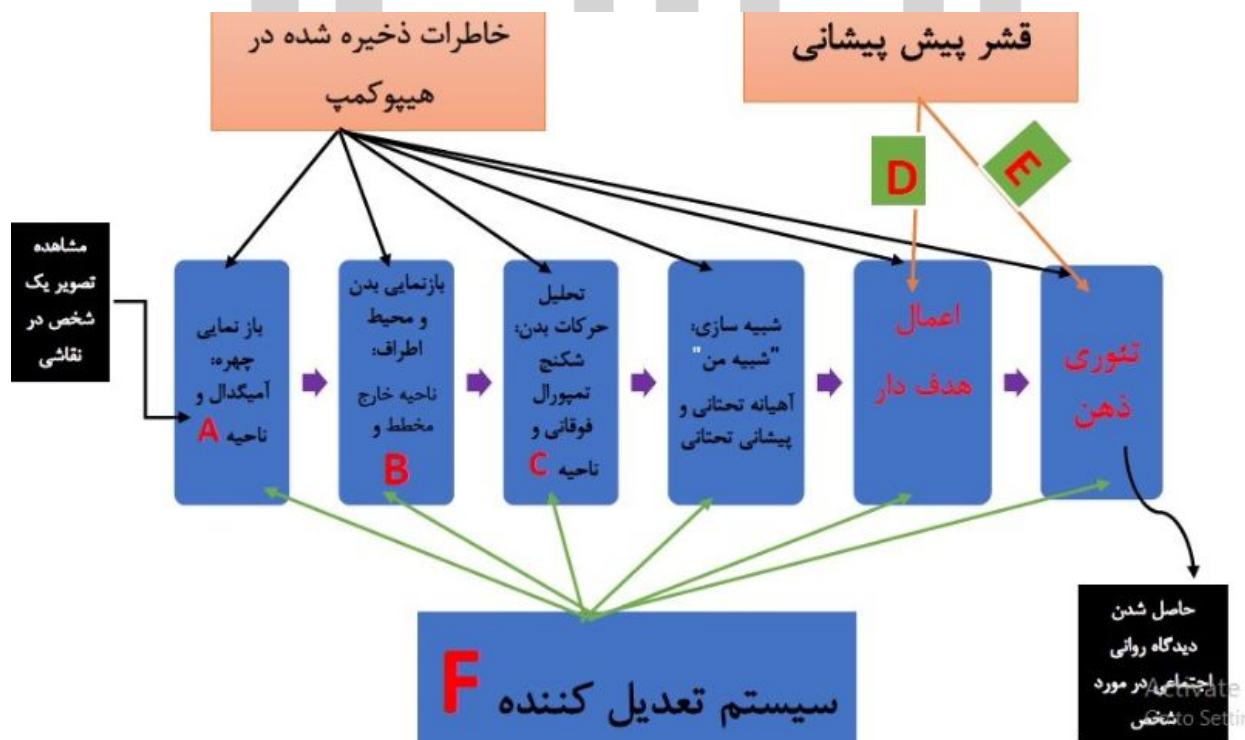 خاطرات ذخیره شده در
هیپوکمپ
قشر پیش پیشانی
D
E
مشاهده
تصویر یک
شخص در
نقاشی
باز نمایی
چهره:
آمیگدال و
ناحیه A
بازنمایی بدن
و محیط
اطراف:
ناحیه خارج
مخطط و
B
تحلیل
حرکات بدن:
شکنج
تمپورال
فوقانی و
ناحیه C
شبیه سازی:
"شبیه من"
آهیانه تحتانی و
پیشانی تحتانی
اعمال
هدف دار
تئوری
ذهن
سیستم تعدیل کننده F
حاصل شدن
دیدگاه روانی
اجتماعی در مورد
شخص
Activate
to Setti